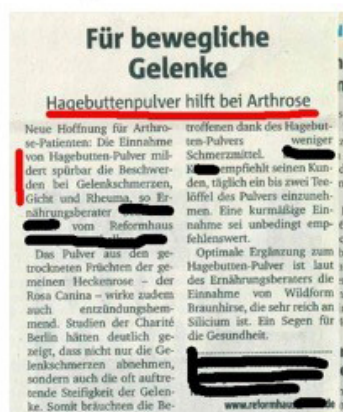 Für bewegliche
Gelenke
Hagebuttenpulver hilft bei Arthrose
Neue Hoffnung für Arthro-
se-Patienten: Die Einnahme
von Hagebutten-Pulver mil-
dert spürbar die Beschwer-
den bei Gelenkschmerzen,
Gicht und Rheuma, so Er-
nährungsberater
vom Reformhaus
Das Pulver aus den ge-
trockneten Früchten der ge-
meinen Heckenrose – der
Rosa Canina – wirke zudem
auch entzündungshem-
mend. Studien der Charité
Berlin hätten deutlich ge-
zeigt, dass nicht nur die Ge-
lenkschmerzen abnehmen,
sondern auch die oft auftre-
tende Steifigkeit der Gelen-
ke. Somit bräuchten die Be-
troffenen dank des Hagebut-
ten-Pulvers weniger
Schmerzmittel.
empfiehlt seinen Kun-
den, täglich ein bis zwei Tee-
löffel des Pulvers einzuneh-
men. Eine kurmäßige Ein-
nahme sei unbedingt emp-
fehlenswert.
Optimale Ergänzung zum
Hagebutten-Pulver ist laut
des Ernährungsberaters die
Einnahme von Wildform
Braunhirse, die sehr reich an
Silicium ist. Ein Segen für
die Gesundheit.
www.reformhaus